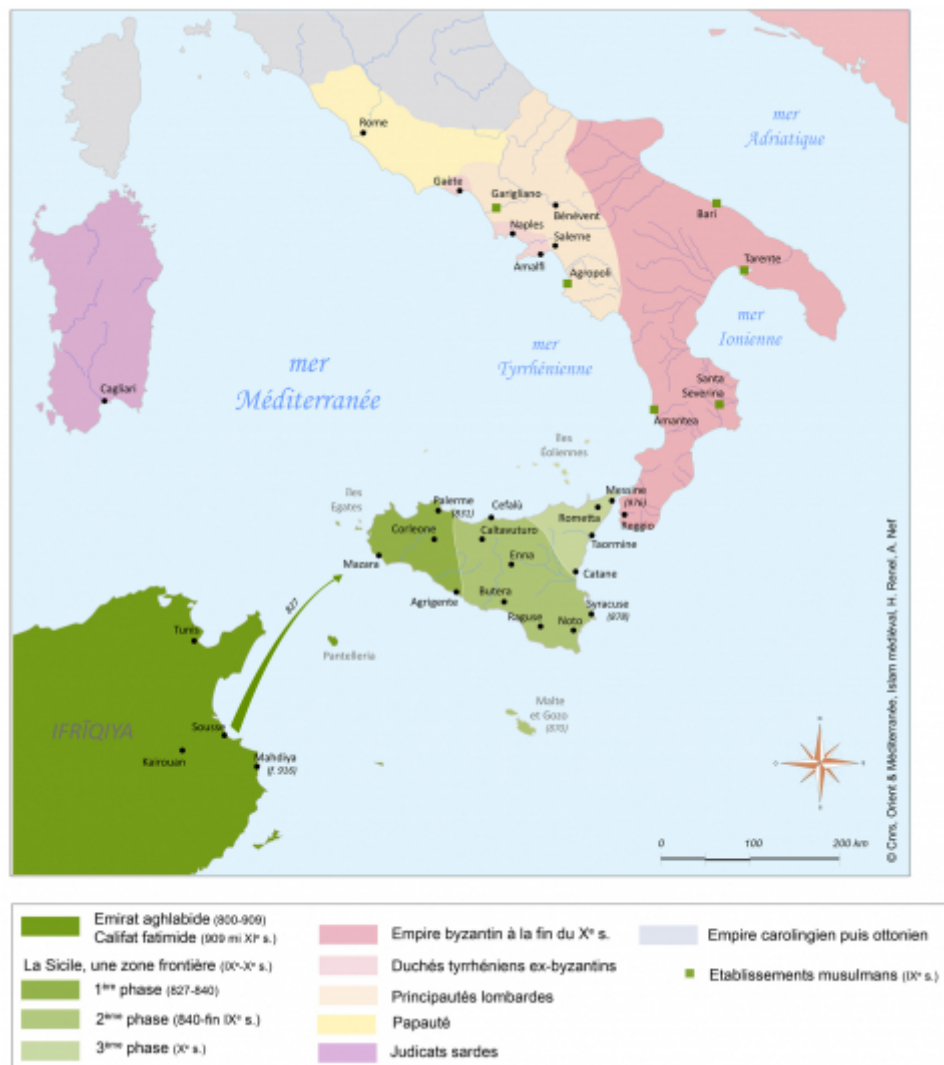 mer
Adriatique
Rome
Gaète
Garigliano
Bénévent
Naples
Salerne
Amalfi
Agropoli
Bari
Tarente
mer
Ionienne
mer
Tyrrhénienne
mer
Méditerranée
Cagliari
Santa
Severina
Amantea
Iles
Éoliennes
Iles
Egates
Messine
(976)
Reggio
Palerme
(831)
Cefalù
Rometta
Corleone
Caltavuturo
Taormine
Mazara
Enna
Catane
Agrigente
Butera
Syracuse
(878)
Raguse
Noto
827
Tunis
Pantelleria
Malte
et Gozo
(870)
IFRĪQIYA
Sousse
Kairouan
Mahdiya
(f. 916)
0 100 200 km
© Cnrs, Orient & Méditerranée, Islam médiéval, H. Renel, A. Nef
Emirat aghlabide (800-909)
Califat fatimide (909 mi XIᵉ s.)
La Sicile, une zone frontière (IXᵉ-Xᵉ s.)
1ère phase (827-840)
2ème phase (840-fin IXᵉ s.)
3ème phase (Xᵉ s.)
Empire byzantin à la fin du Xᵉ s.
Duchés tyrrhéniens ex-byzantins
Principautés lombardes
Papauté
Judicats sardes
Empire carolingien puis ottonien
Etablissements musulmans (IXᵉ s.)